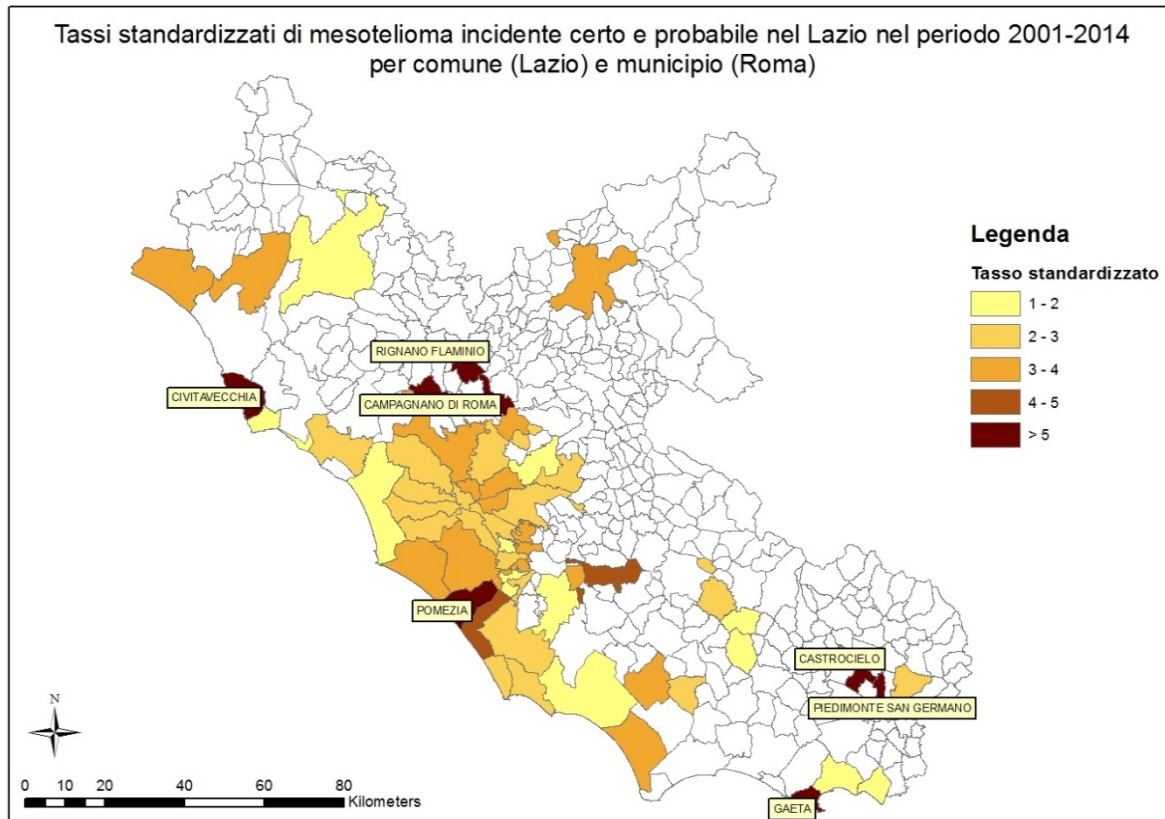 Tassi standardizzati di mesotelioma incidente certo e probabile nel Lazio nel periodo 2001-2014
per comune (Lazio) e municipio (Roma)
Legenda
Tasso standardizzato
1 - 2
2 - 3
3 - 4
4 - 5
> 5
RIGNANO FLAMINIO
CIVITAVECCHIA
CAMPAGNANO DI ROMA
POMEZIA
CASTROCIELO
PIEDIMONTE SAN GERMANO
GAETA
N
0 10 20 40 60 80
Kilometers